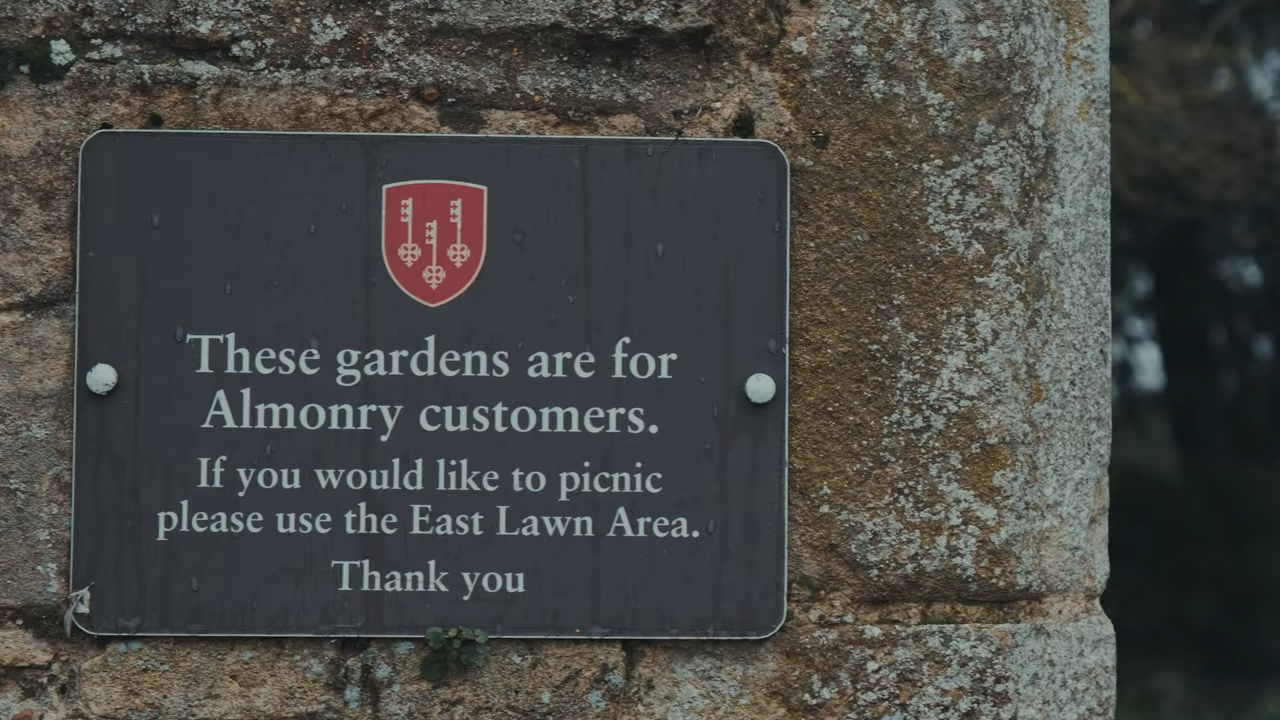 These gardens are for
Almonry customers.
If you would like to picnic
please use the East Lawn Area.
Thank you